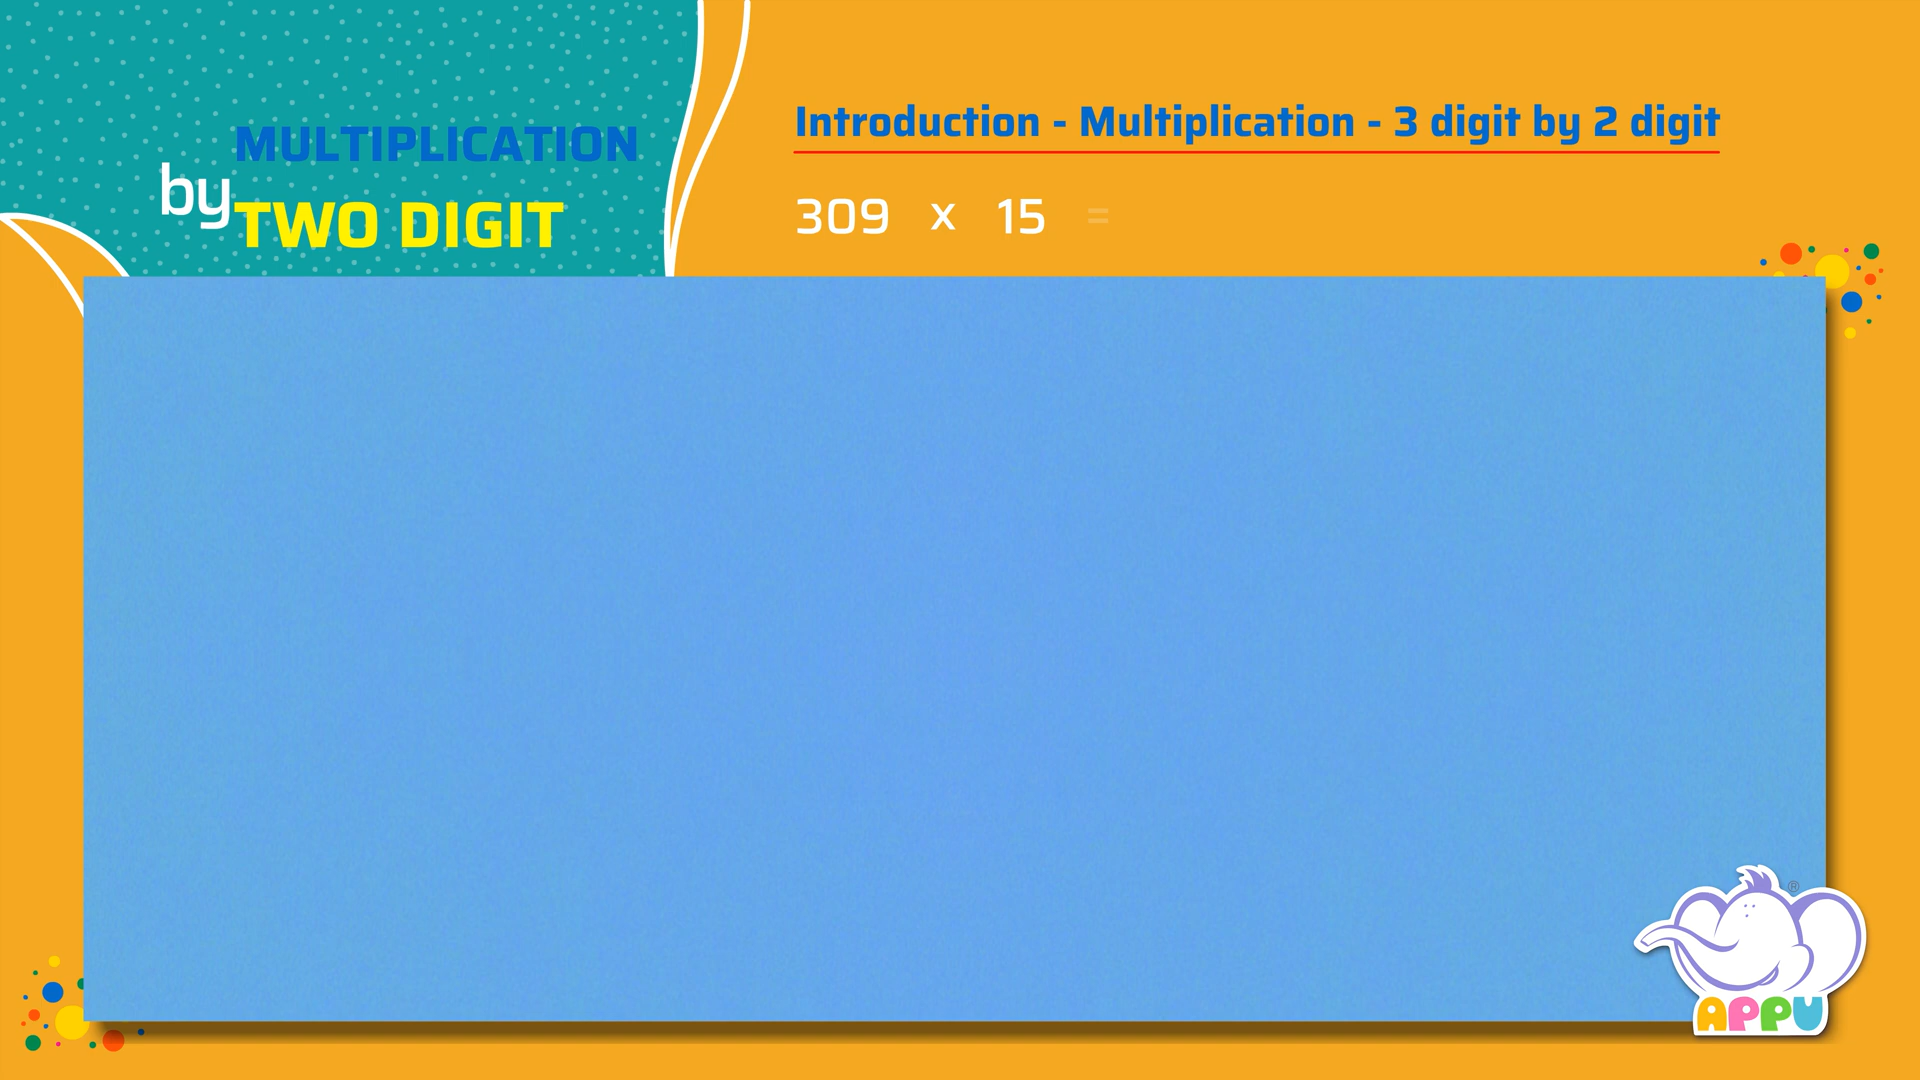 MULTIPLICATION
by TWO DIGIT
Introduction - Multiplication - 3 digit by 2 digit
309 x 15 =
®
APPU